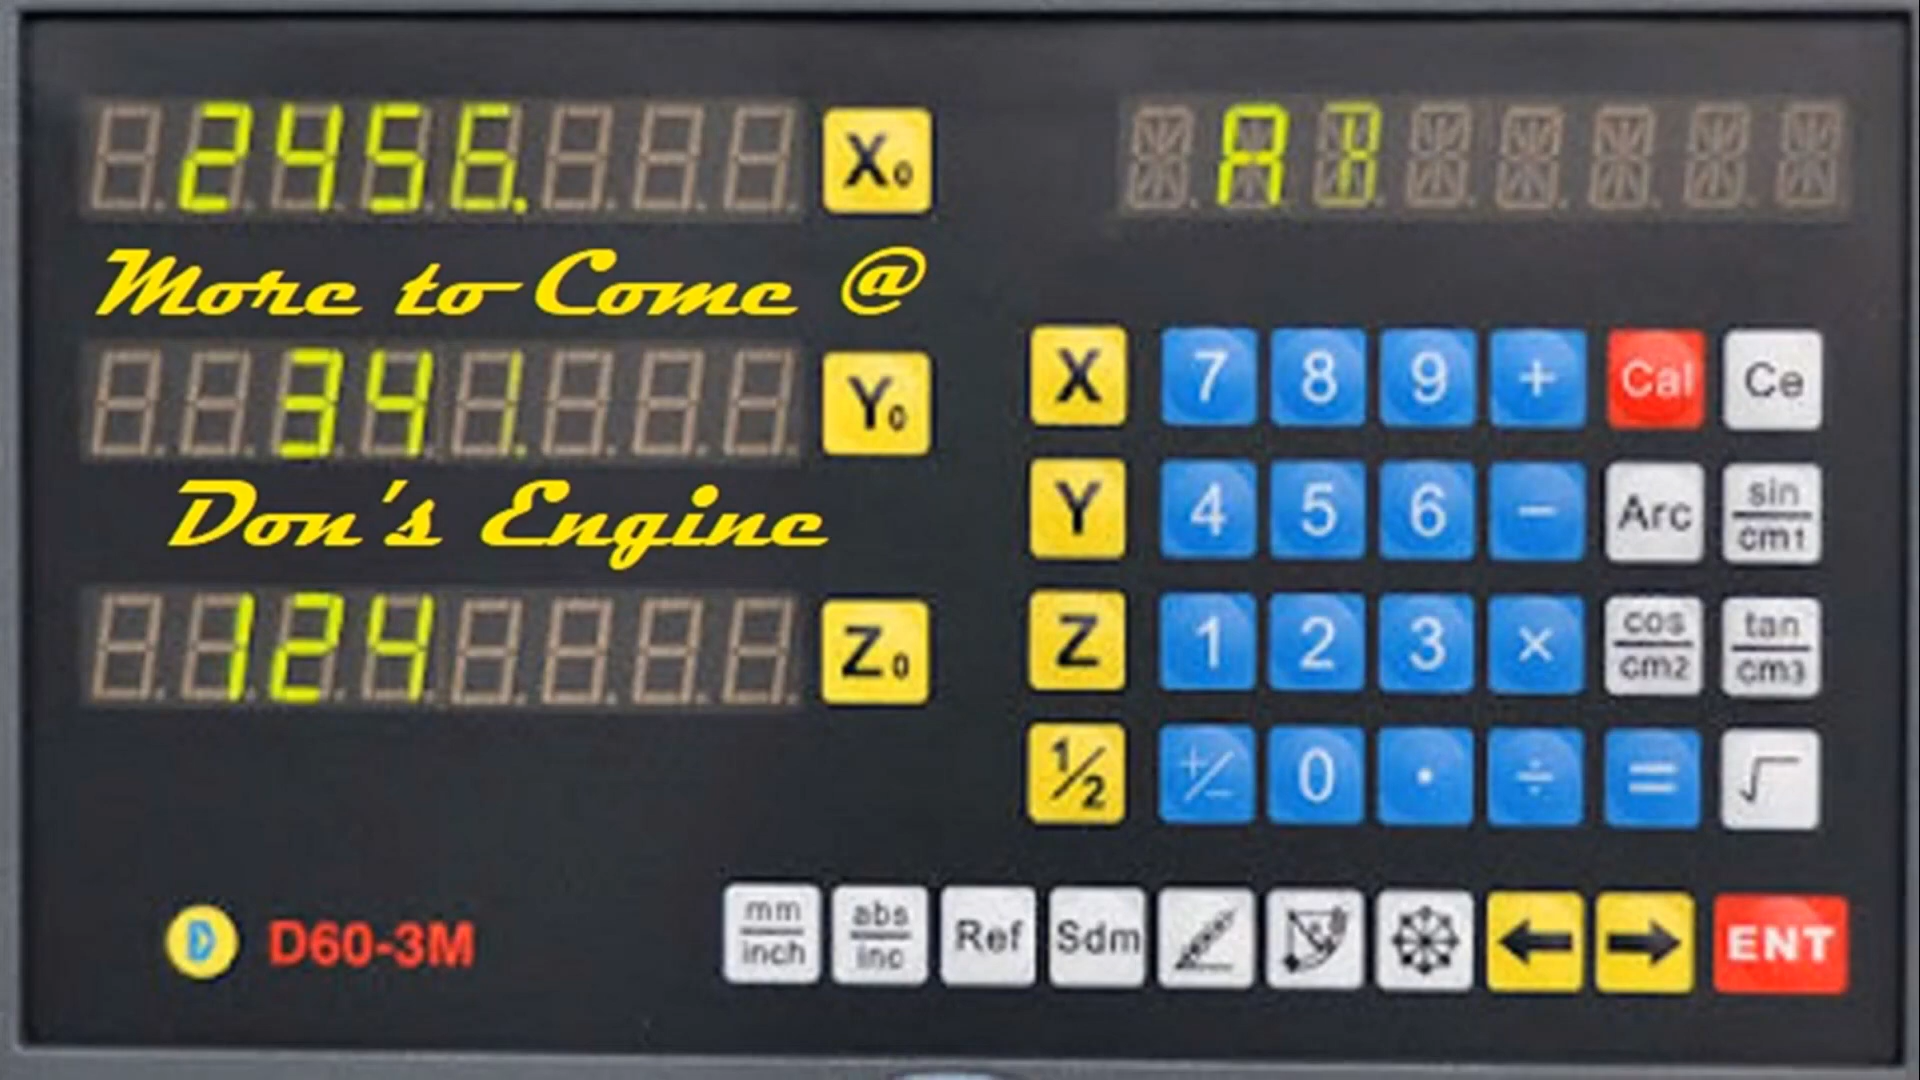 2456.
X0
More to Come @
341.
Y0
Don's Engine
124
Z0
D60-3M
A
X 7 8 9 + Cal Ce
Y 4 5 6 − Arc sin/cm1
Z 1 2 3 × cos/cm2 tan/cm3
1/2 +/− 0 . ÷ = √
mm/inch abs/inc Ref Sdm ← → ENT